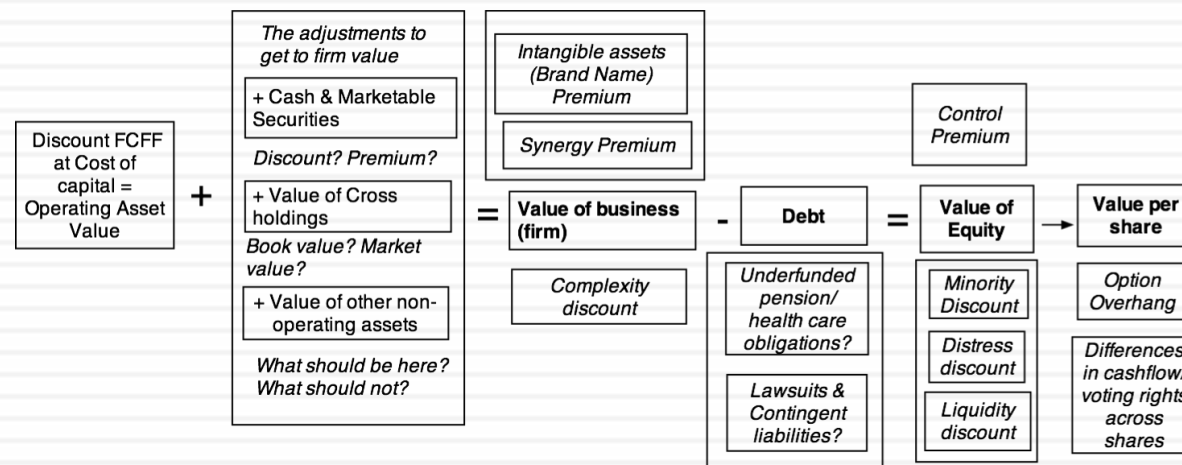 Discount FCFF
at Cost of
capital =
Operating Asset
Value
+
The adjustments to
get to firm value
+ Cash & Marketable
Securities
Discount? Premium?
+ Value of Cross
holdings
Book value? Market
value?
+ Value of other non-
operating assets
What should be here?
What should not?
=
Intangible assets
(Brand Name)
Premium
Synergy Premium
Value of business
(firm)
Complexity
discount
-
Debt
Underfunded
pension/
health care
obligations?
Lawsuits &
Contingent
liabilities?
=
Control
Premium
Value of
Equity
Minority
Discount
Distress
discount
Liquidity
discount
Value per
share
Option
Overhang
Differences
in cashflow/
voting rights
across
shares